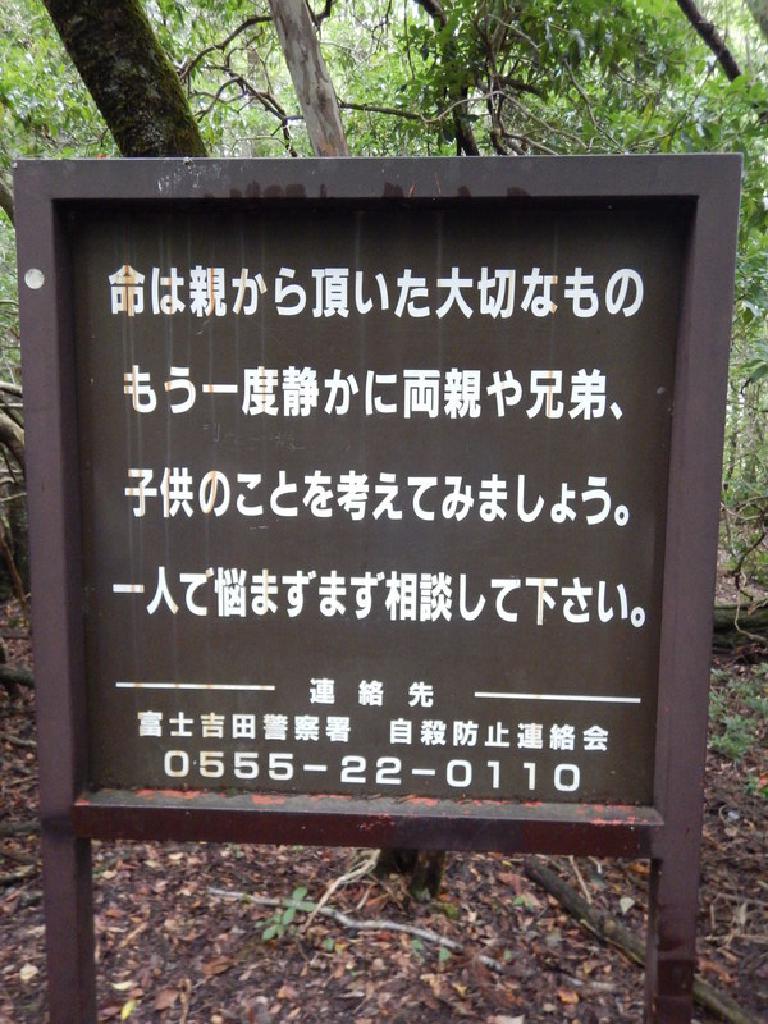 命は親から頂いた大切なもの
もう一度静かに両親や兄弟、
子供のことを考えてみましょう。
一人で悩まずまず相談して下さい。
連絡先
富士吉田警察署 自殺防止連絡会
0555-22-0110